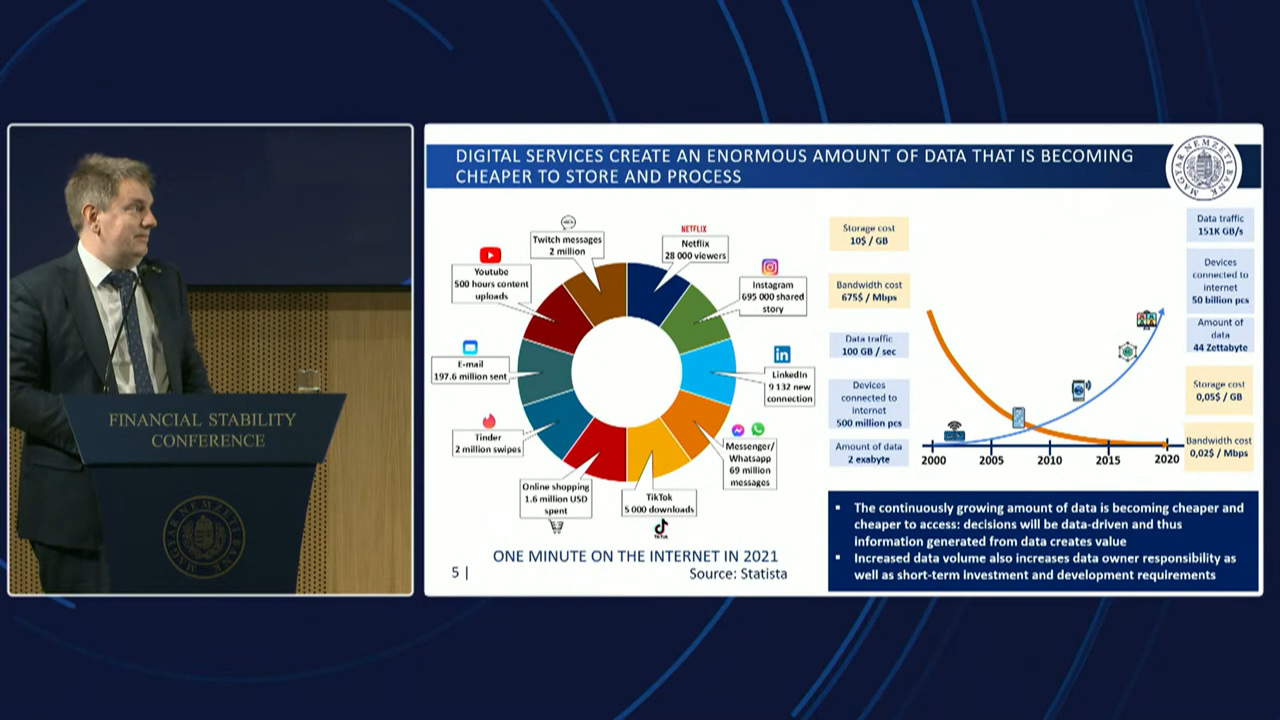 FINANCIAL STABILITY
CONFERENCE
DIGITAL SERVICES CREATE AN ENORMOUS AMOUNT OF DATA THAT IS BECOMING
CHEAPER TO STORE AND PROCESS
MAGYAR NEMZETI BANK
Twitch messages
2 million
NETFLIX
Netflix
28 000 viewers
Youtube
500 hours content
uploads
Instagram
695 000 shared
story
E-mail
197.6 million sent
LinkedIn
9 132 new
connection
Tinder
2 million swipes
Messenger/
Whatsapp
69 million
messages
Online shopping
1.6 million USD
spent
TikTok
5 000 downloads
TikTok
ONE MINUTE ON THE INTERNET IN 2021
5 |
Source: Statista
Storage cost
10$ / GB
Bandwidth cost
675$ / Mbps
Data traffic
100 GB / sec
Devices
connected to
internet
500 million pcs
Amount of data
2 exabyte
2000 2005 2010 2015 2020
Data traffic
151K GB/s
Devices
connected to
internet
50 billion pcs
Amount of
data
44 Zettabyte
Storage cost
0,05$ / GB
Bandwidth cost
0,02$ / Mbps
▪ The continuously growing amount of data is becoming cheaper and
cheaper to access: decisions will be data-driven and thus
information generated from data creates value
▪ Increased data volume also increases data owner responsibility as
well as short-term investment and development requirements